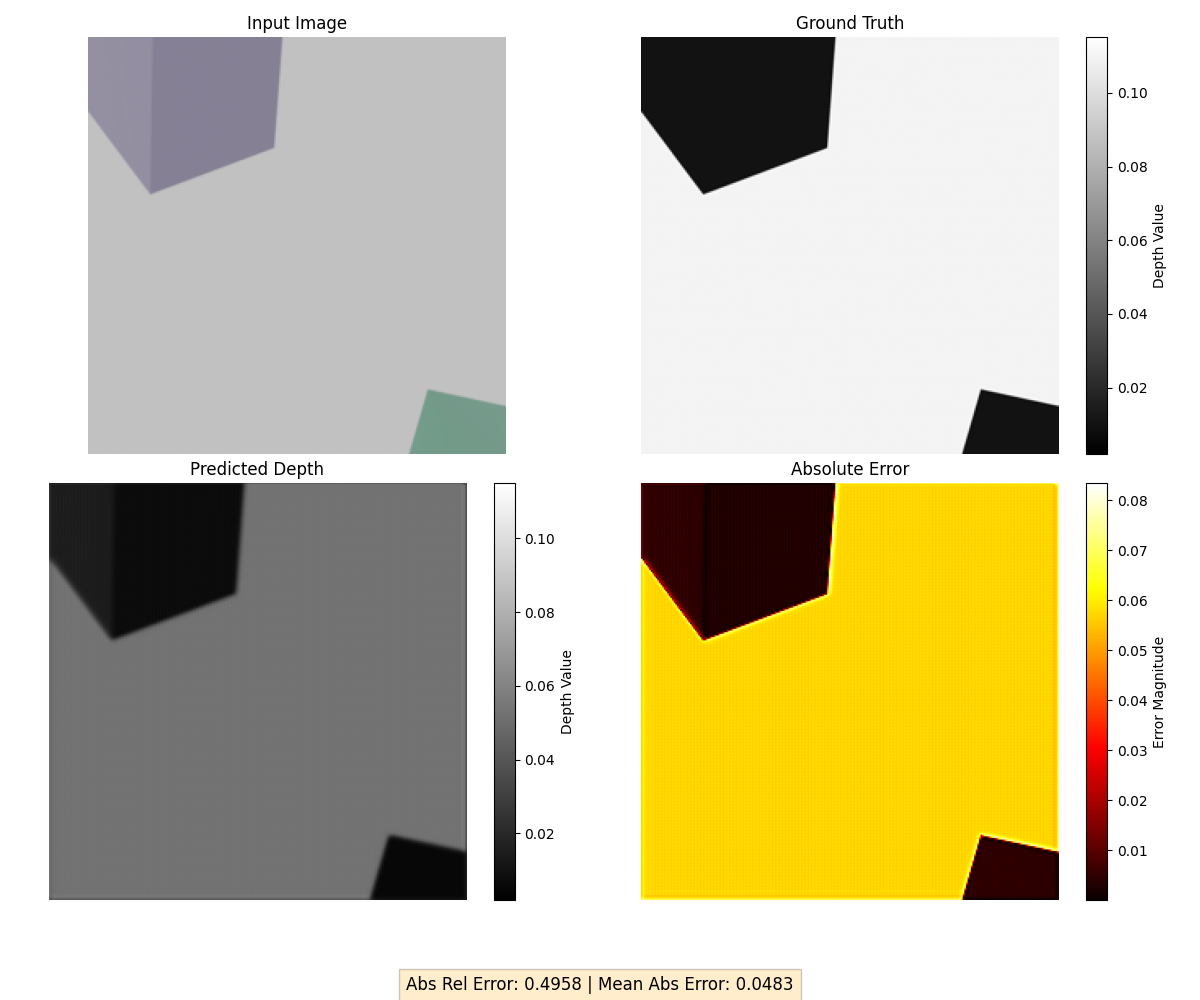 Input Image
Ground Truth
0.10
0.08
0.06
0.04
0.02
Depth Value
Predicted Depth
0.10
0.08
0.06
0.04
0.02
Depth Value
Absolute Error
0.08
0.07
0.06
0.05
0.04
0.03
0.02
0.01
Error Magnitude
Abs Rel Error: 0.4958 | Mean Abs Error: 0.0483